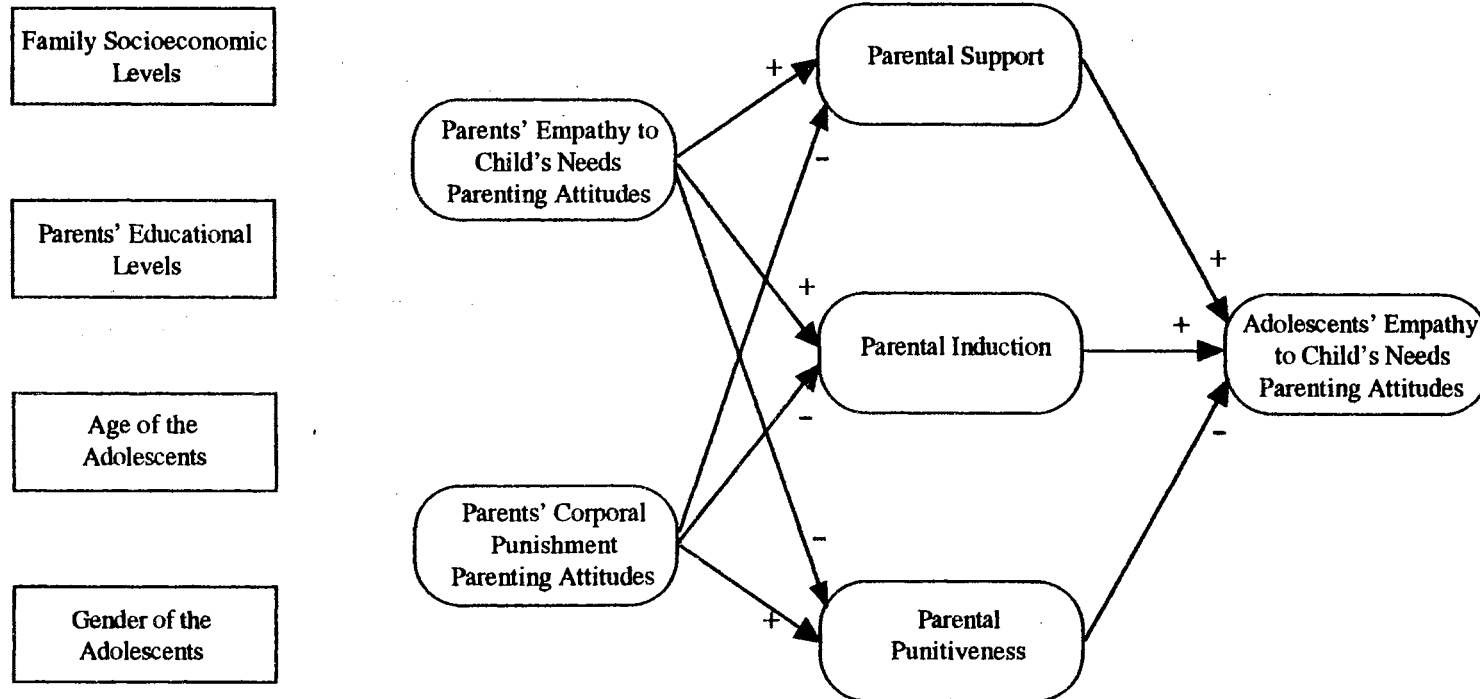 Family Socioeconomic
Levels
Parents' Educational
Levels
Age of the
Adolescents
Gender of the
Adolescents
Parents' Empathy to
Child's Needs
Parenting Attitudes
Parents' Corporal
Punishment
Parenting Attitudes
+
-
+
-
-
+
Parental Support
Parental Induction
Parental
Punitiveness
+
+
-
Adolescents' Empathy
to Child's Needs
Parenting Attitudes